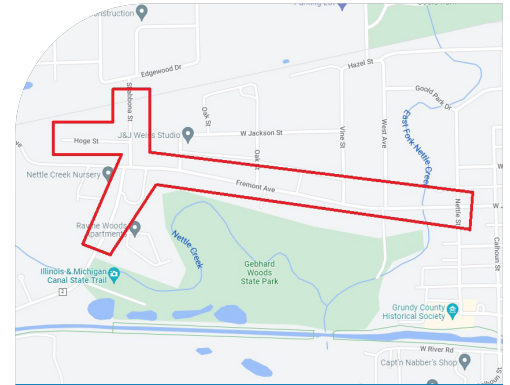 onstruction
Edgewood Dr
Hazel St
Shabbona St
Goold Park Dr
Oak St
J&J Weiss Studio
W Jackson St
Vine St
West Ave
East Fork Nettle Creek
Hoge St
Oak St
Nettle Creek Nursery
Fremont Ave
W
Nettle St
W J
Ravine Woods
Apartments
Nettle Creek
Calhoun St
Illinois & Michigan
Canal State Trail
Gebhard
Woods
State Park
Grundy County
Historical Society
W River Rd
Capt'n Nabber's Shop